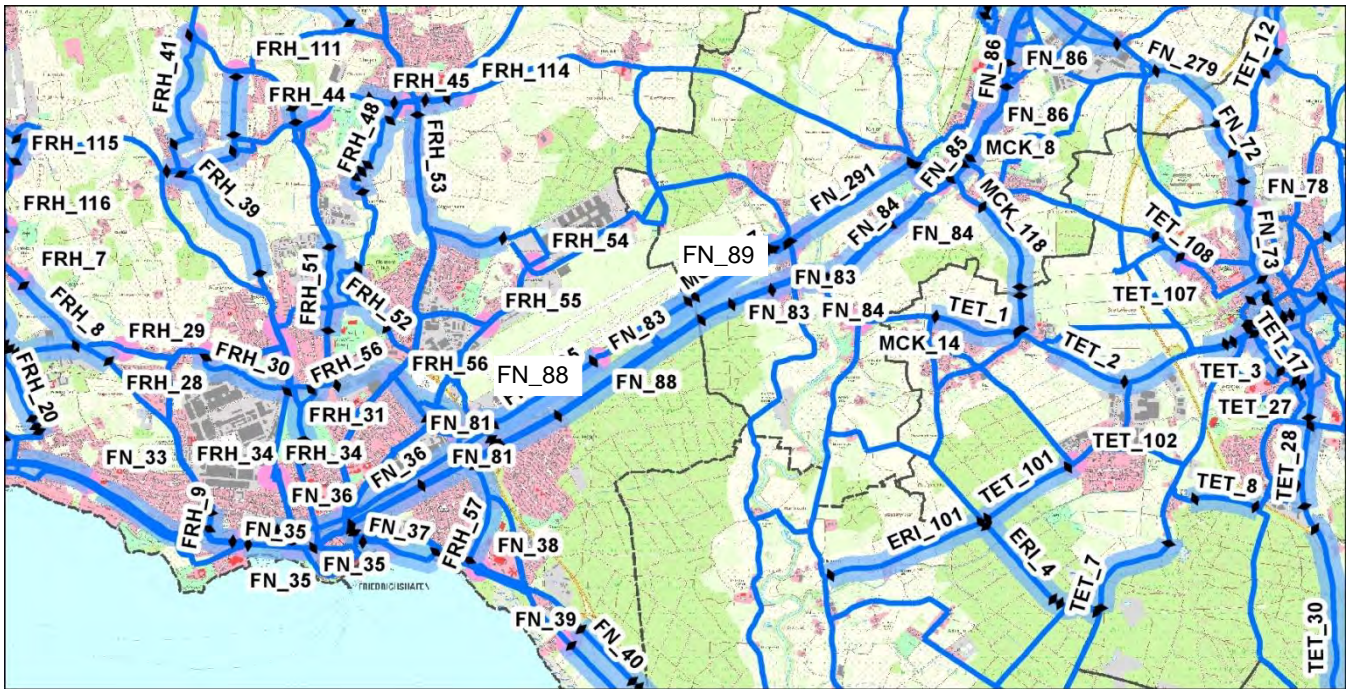 FRH_41
FRH_111
FRH_45
FRH_114
FN_86
FN_86
FN_279
TET_12
FRH_44
FRH_48
FN_86
FRH_115
FRH_53
FN_85
MCK_8
FN_72
FRH_39
FN_291
FN_78
FRH_116
MCK_118
FN_84
FN_84
FRH_54
FN_89
TET_108
FN_73
FRH_7
FRH_51
FRH_55
FN_83
TET_107
FRH_52
FN_83
FN_83
FN_84
TET_1
FRH_8
FRH_29
MCK_14
TET_17
FRH_30
FRH_56
FRH_56
TET_2
FRH_28
FN_88
FN_88
TET_3
FRH_20
FRH_31
TET_27
FN_81
TET_102
FN_33
FRH_34
FRH_34
FN_36
FN_81
TET_101
TET_28
FRH_9
FN_36
TET_8
FN_35
FN_37
FRH_57
FN_38
ERI_101
FN_35
FN_35
ERI_4
TET_7
FRIEDRICHSHAFEN
FN_39
FN_40
TET_30